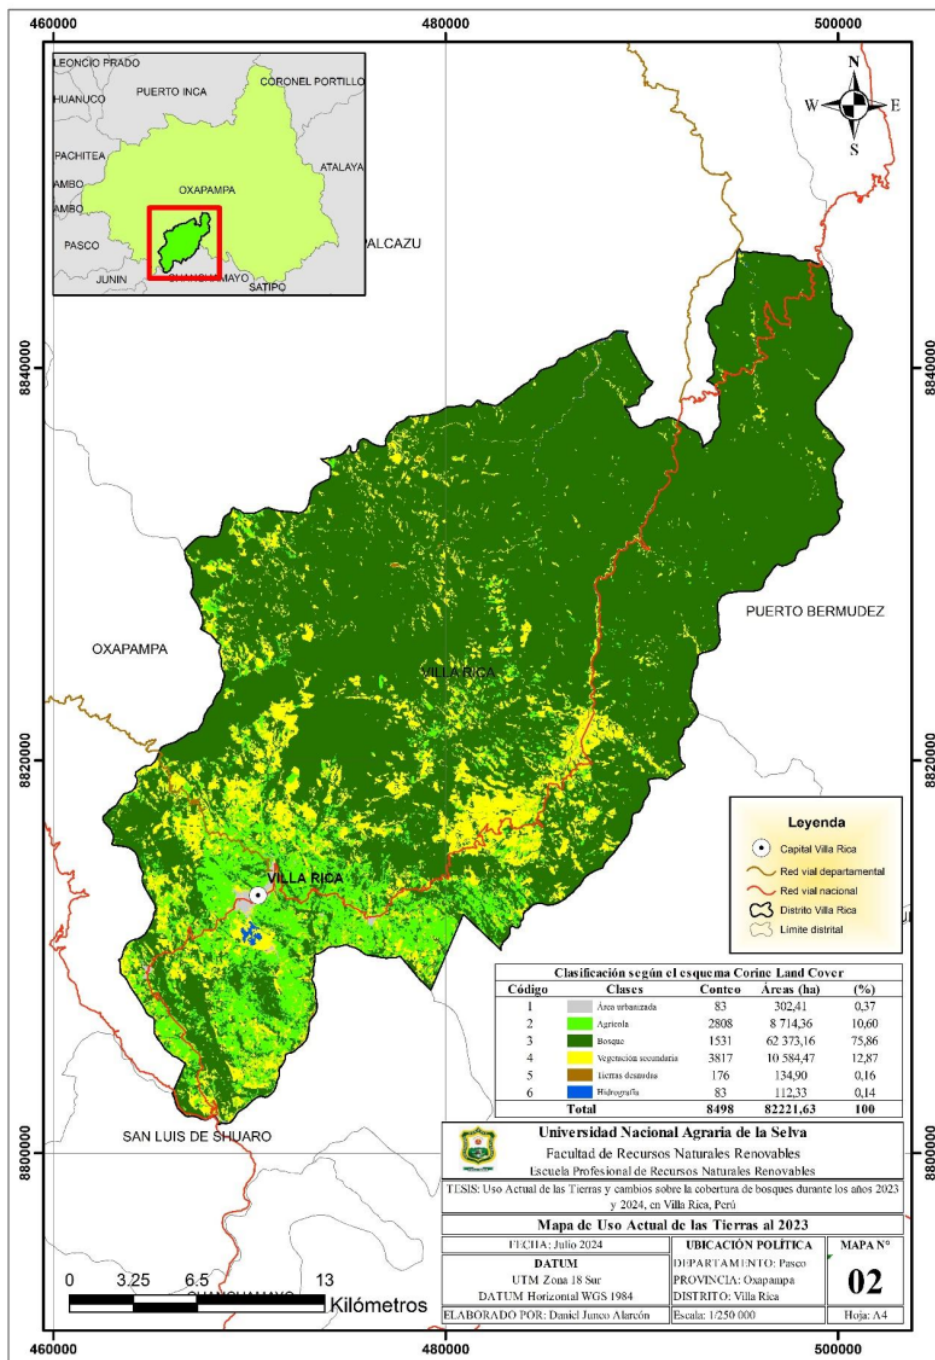 460000 480000 500000
LEONCIO PRADO
CORONEL PORTILLO
PUERTO INCA
HUANUCO
PACHITEA
ATALAYA
AMBO
OXAPAMPA
AMBO
PASCO
JUNIN
CHANCHAMAYO
SATIPO
N
W E
S
PALCAZU
8840000 8840000
PUERTO BERMUDEZ
OXAPAMPA
VILLA RICA
8820000 8820000
VILLA RICA
Leyenda
Capital Villa Rica
Red vial departamental
Red vial nacional
Distrito Villa Rica
Límite distrital
Clasificación según el esquema Corine Land Cover
Código Clases Conteo Áreas (ha) (%)
1 Área urbanizada 83 302,41 0,37
2 Agrícola 2808 8 714,36 10,60
3 Bosque 1531 62 373,16 75,86
4 Vegetación secundaria 3817 10 584,47 12,87
5 Tierras desnudas 176 134,90 0,16
6 Hidrografía 83 112,33 0,14
Total 8498 82221,63 100
SAN LUIS DE SHUARO
8800000 8800000
Universidad Nacional Agraria de la Selva
Facultad de Recursos Naturales Renovables
Escuela Profesional de Recursos Naturales Renovables
TESIS: Uso Actual de las Tierras y cambios sobre la cobertura de bosques durante los años 2023
y 2024, en Villa Rica, Perú
Mapa de Uso Actual de las Tierras al 2023
FECHA: Julio 2024
UBICACIÓN POLÍTICA
MAPA N°
DATUM
UTM Zona 18 Sur
DATUM Horizontal WGS 1984
DEPARTAMENTO: Pasco
PROVINCIA: Oxapampa
DISTRITO: Villa Rica
02
ELABORADO POR: Daniel Junco Alarcón
Escala: 1/250 000
Hoja: A4
0 3.25 6.5 13
Kilómetros
CHANCHAMAYO
460000 480000 500000